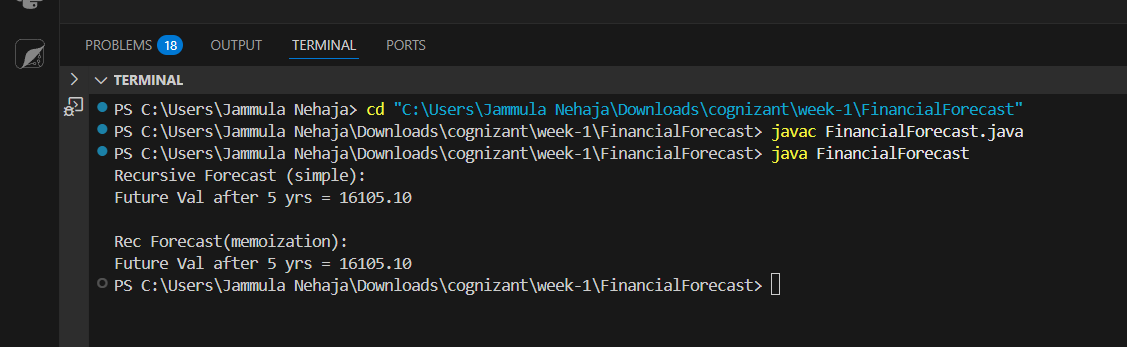 PROBLEMS 18 OUTPUT TERMINAL PORTS
TERMINAL
PS C:\Users\Jammula Nehaja> cd "C:\Users\Jammula Nehaja\Downloads\cognizant\week-1\FinancialForecast"
PS C:\Users\Jammula Nehaja\Downloads\cognizant\week-1\FinancialForecast> javac FinancialForecast.java
PS C:\Users\Jammula Nehaja\Downloads\cognizant\week-1\FinancialForecast> java FinancialForecast
Recursive Forecast (simple):
Future Val after 5 yrs = 16105.10
Rec Forecast(memoization):
Future Val after 5 yrs = 16105.10
PS C:\Users\Jammula Nehaja\Downloads\cognizant\week-1\FinancialForecast>